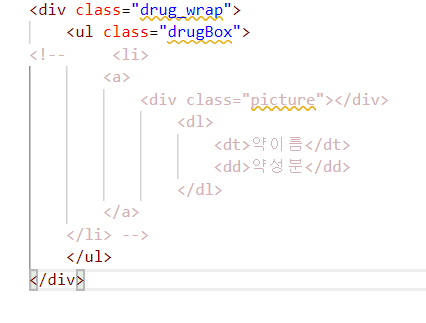 <div class="drug_wrap">
<ul class="drugBox">
<!-- <li>
<a>
<div class="picture"></div>
<dl>
<dt>약이름</dt>
<dd>약성분</dd>
</dl>
</a>
</li> -->
</ul>
</div>